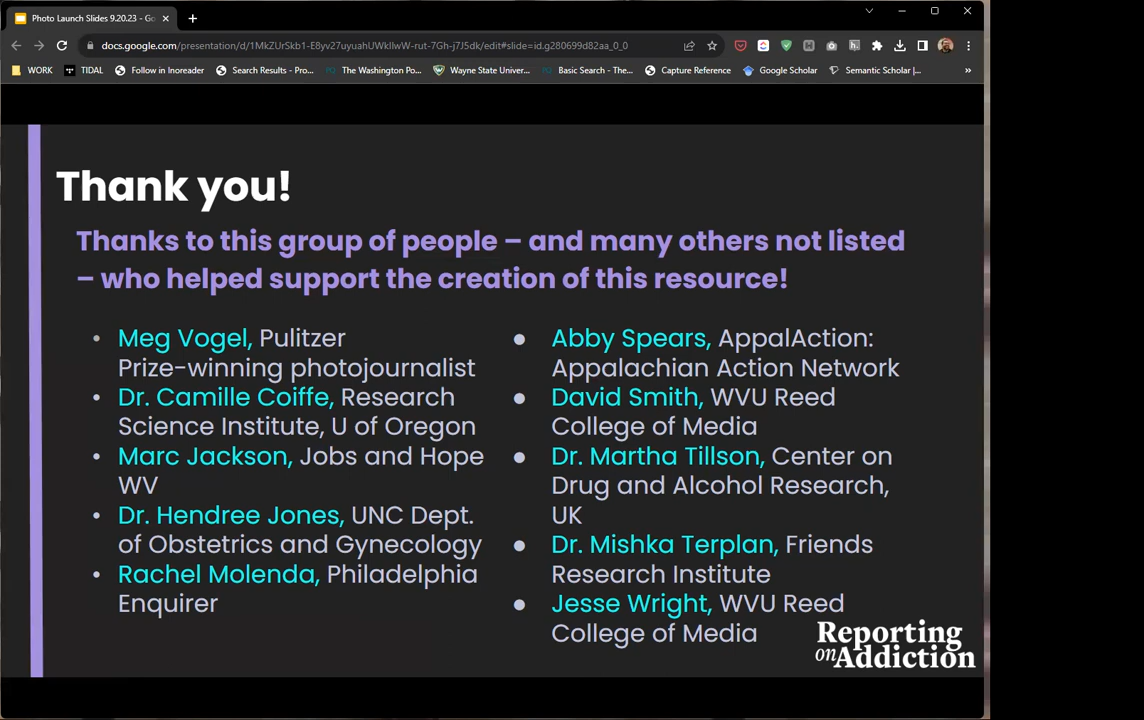 Photo Launch Slides 9.20.23 - Go
docs.google.com/presentation/d/1MkZUrSkb1-E8yv27uyuahUWkIlwW-rut-7Gh-j7J5dk/edit#slide=id.g280699d82aa_0_0
WORK
TIDAL
Follow in Inoreader
Search Results - Pro...
The Washington Po...
Wayne State Univer...
Basic Search - The...
Capture Reference
Google Scholar
Semantic Scholar |...
»
Thank you!
Thanks to this group of people – and many others not listed
– who helped support the creation of this resource!
• Meg Vogel, Pulitzer
Prize-winning photojournalist
• Dr. Camille Coiffe, Research
Science Institute, U of Oregon
• Marc Jackson, Jobs and Hope
WV
• Dr. Hendree Jones, UNC Dept.
of Obstetrics and Gynecology
• Rachel Molenda, Philadelphia
Enquirer
● Abby Spears, AppalAction:
Appalachian Action Network
● David Smith, WVU Reed
College of Media
● Dr. Martha Tillson, Center on
Drug and Alcohol Research,
UK
● Dr. Mishka Terplan, Friends
Research Institute
● Jesse Wright, WVU Reed
College of Media
Reporting
on Addiction